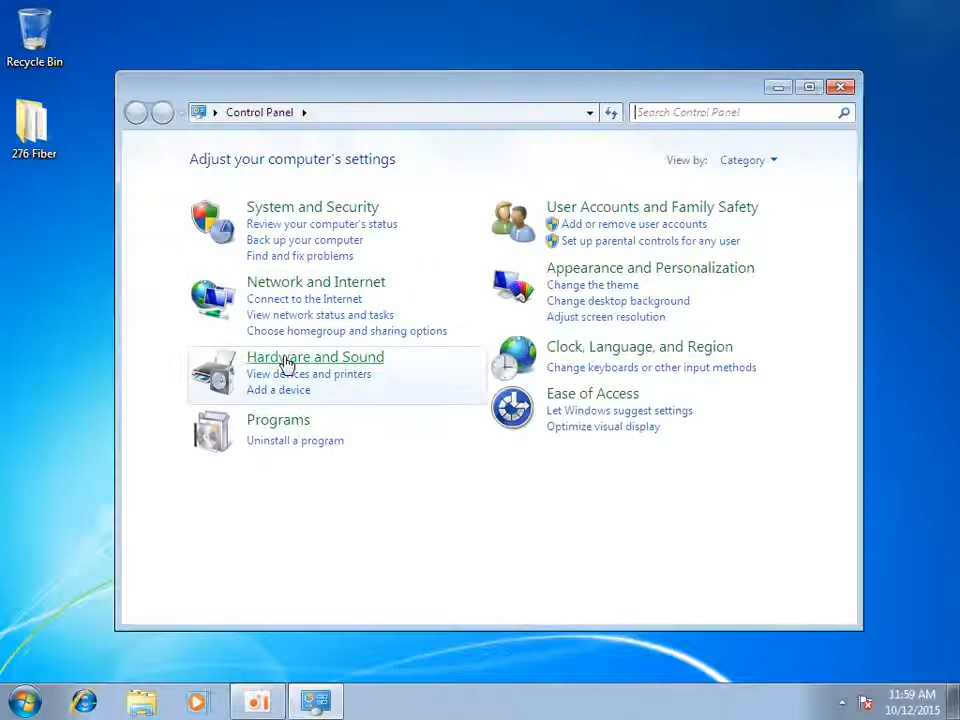 Recycle Bin
276 Fiber
Control Panel
Search Control Panel
Adjust your computer's settings
View by: Category
System and Security
Review your computer's status
Back up your computer
Find and fix problems
Network and Internet
Connect to the Internet
View network status and tasks
Choose homegroup and sharing options
Hardware and Sound
View devices and printers
Add a device
Programs
Uninstall a program
User Accounts and Family Safety
Add or remove user accounts
Set up parental controls for any user
Appearance and Personalization
Change the theme
Change desktop background
Adjust screen resolution
Clock, Language, and Region
Change keyboards or other input methods
Ease of Access
Let Windows suggest settings
Optimize visual display
11:59 AM
10/12/2015